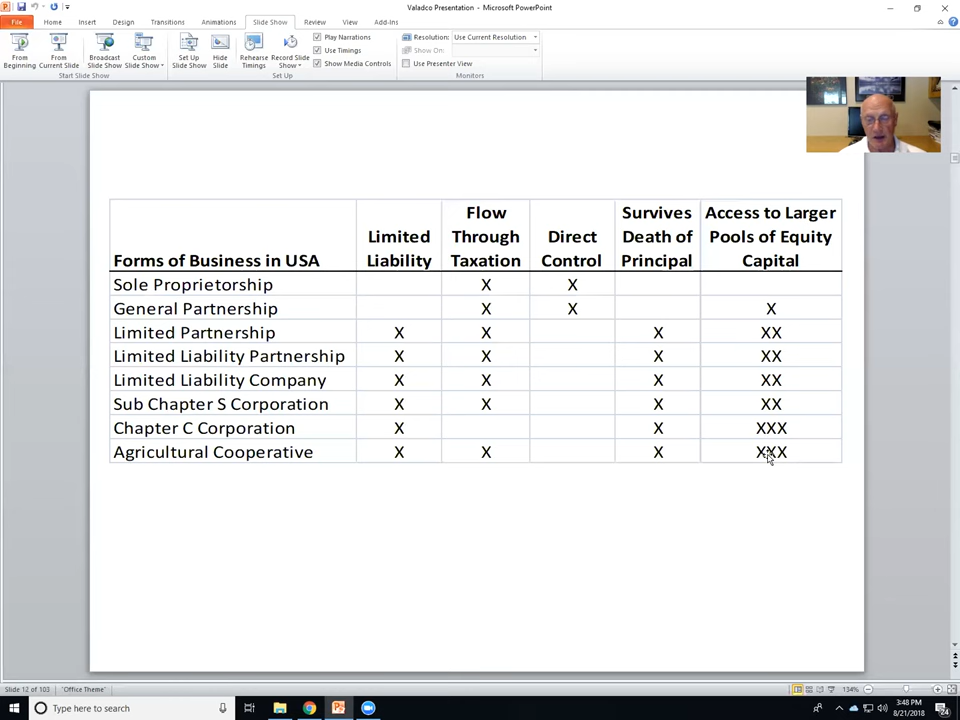 Valadco Presentation - Microsoft PowerPoint
File Home Insert Design Transitions Animations Slide Show Review View Add-Ins
From Beginning
From Current Slide
Broadcast Slide Show
Custom Slide Show
Set Up Slide Show
Hide Slide
Rehearse Timings
Record Slide Show
Play Narrations
Use Timings
Show Media Controls
Resolution: Use Current Resolution
Show On:
Use Presenter View
Start Slide Show Set Up Monitors
Forms of Business in USA Limited Liability Flow Through Taxation Direct Control Survives Death of Principal Access to Larger Pools of Equity Capital
Sole Proprietorship X X
General Partnership X X X
Limited Partnership X X X XX
Limited Liability Partnership X X X XX
Limited Liability Company X X X XX
Sub Chapter S Corporation X X X XX
Chapter C Corporation X X XXX
Agricultural Cooperative X X X XXX
Slide 12 of 103 "Office Theme" 134%
Type here to search
3:48 PM
8/21/2018
24